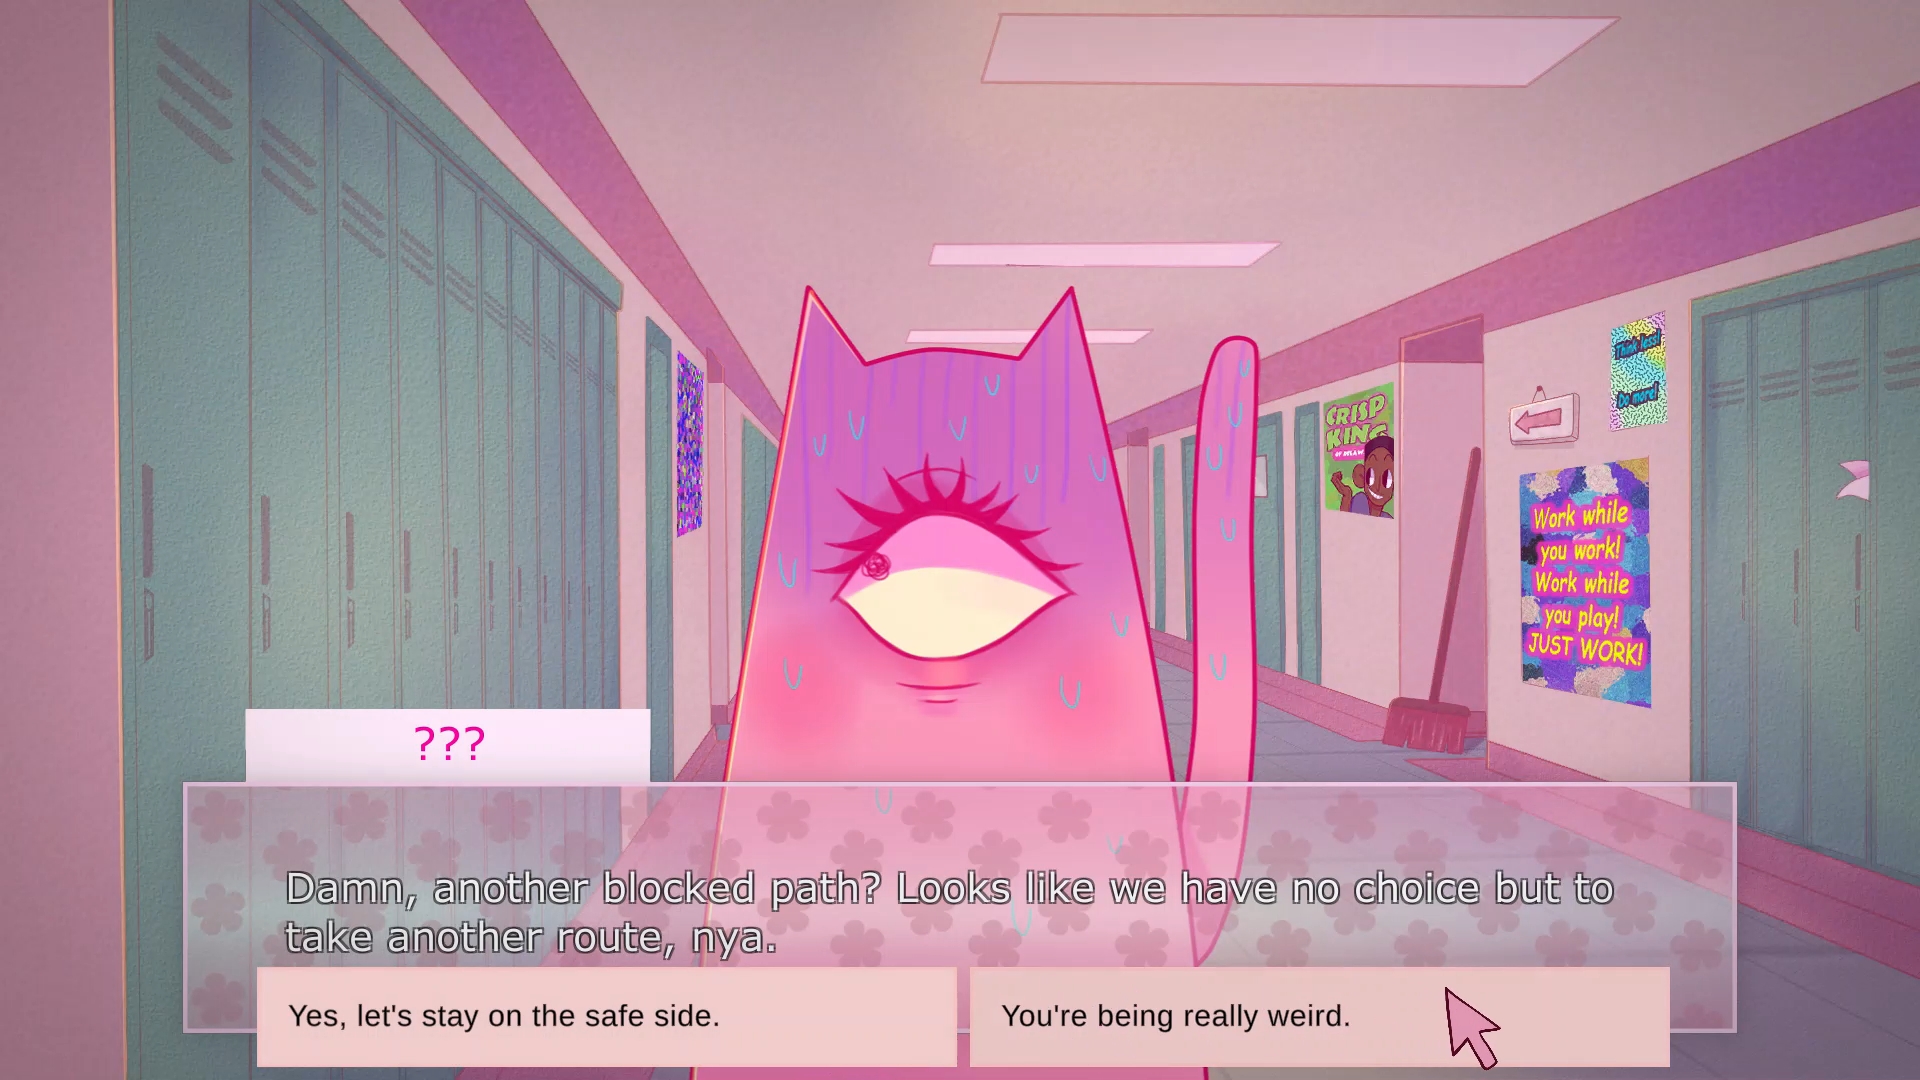 Think less!
Do more!
CRISP
KING
OF DELAW
Work while
you work!
Work while
you play!
JUST WORK!
???
Damn, another blocked path? Looks like we have no choice but to
take another route, nya.
Yes, let's stay on the safe side.
You're being really weird.